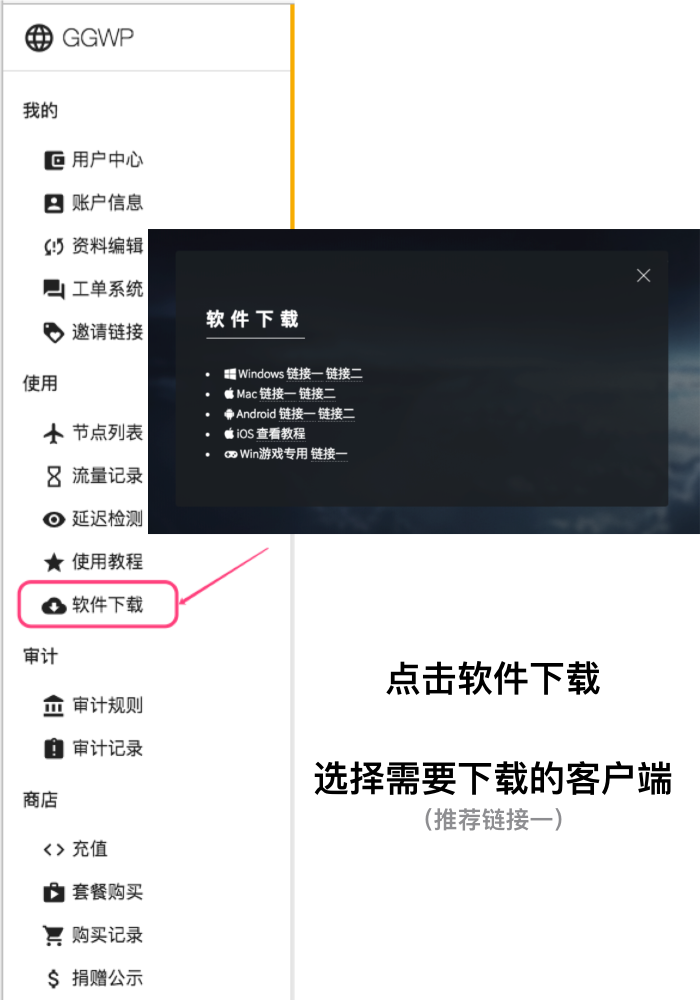 GGWP
我的
用户中心
账户信息
资料编辑
工单系统
邀请链接
使用
节点列表
流量记录
延迟检测
使用教程
软件下载
审计
审计规则
审计记录
商店
充值
套餐购买
购买记录
捐赠公示
软件下载
Windows 链接一 链接二
Mac 链接一 链接二
Android 链接一 链接二
iOS 查看教程
Win游戏专用 链接一
点击软件下载
选择需要下载的客户端
（推荐链接一）